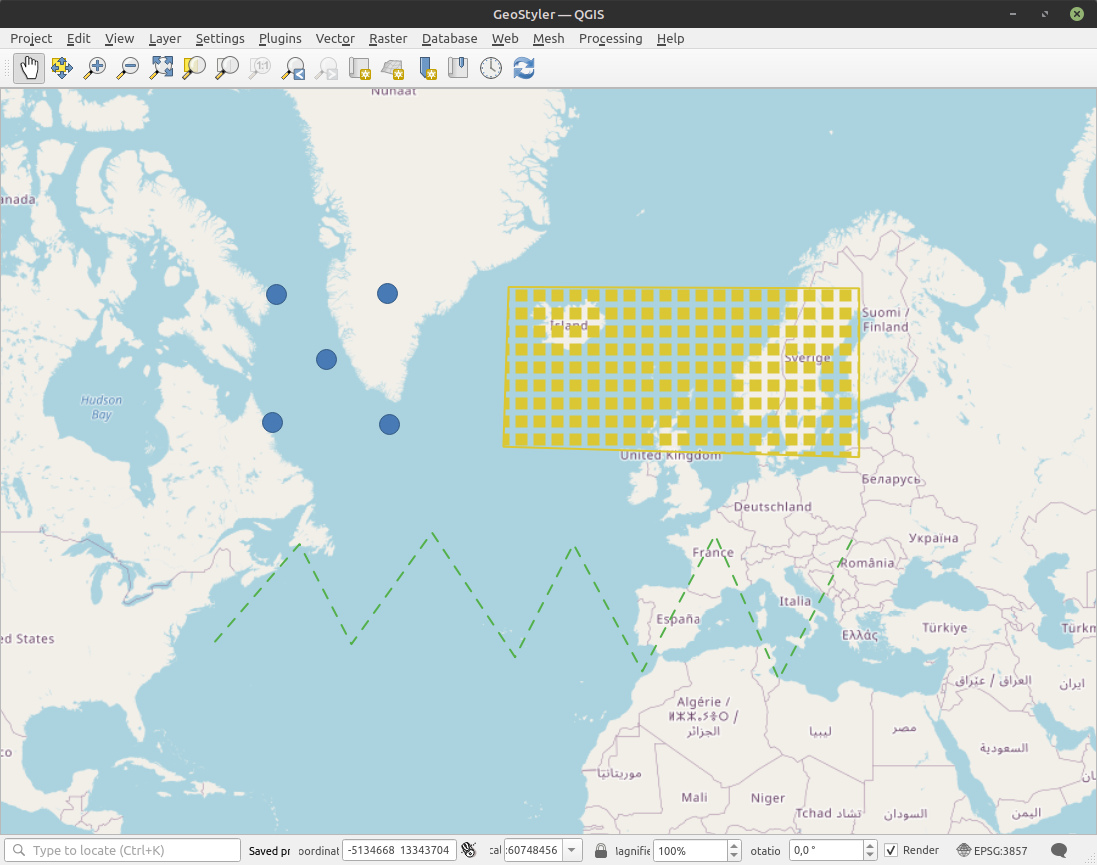 GeoStyler — QGIS
Project Edit View Layer Settings Plugins Vector Raster Database Web Mesh Processing Help
1:1
Nunaat
anada
Suomi /
Finland
Ísland
Sverige
Hudson
Bay
United Kingdom
Беларусь
Deutschland
Україна
France
România
Italia
España
Ελλάς
Türkiye
Türkm
ed States
العراق / عێراق
ایران
Algérie /
ⵍⵣⵣⴰⵢⴻⵔ /
الجزائر
ليبيا
مصر
السعودية
co
موريتانيا
Mali
Niger
Tchad تشاد
السودان
اليمن
Type to locate (Ctrl+K) Saved pr oordinat -5134668 13343704 cal :60748456 lagnifie 100% otatio 0,0 ° Render EPSG:3857